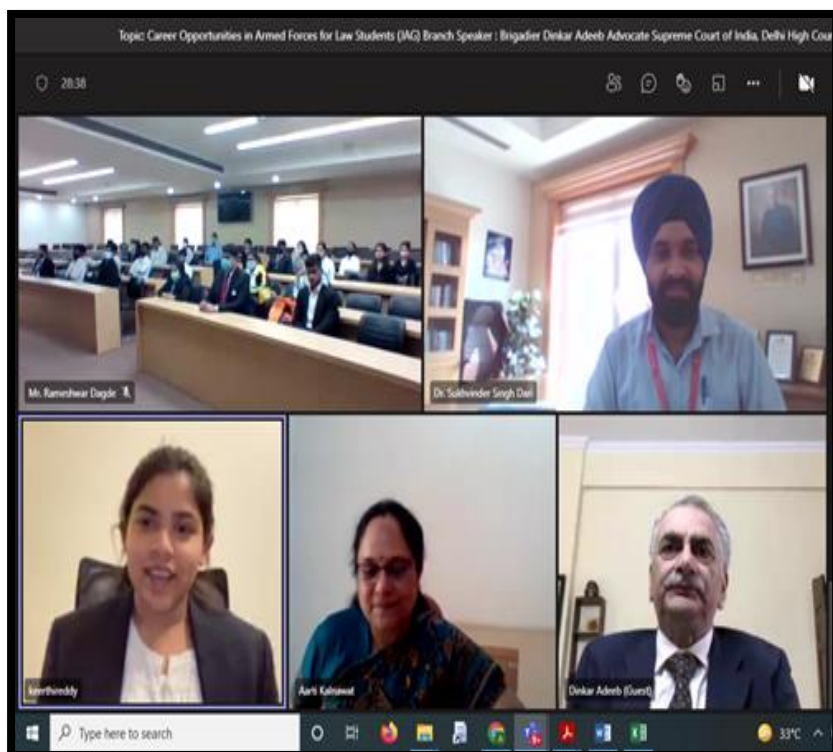 Topic: Career Opportunities in Armed Forces for Law Students (JAG) Branch Speaker : Brigadier Dinkar Adeeb Advocate Supreme Court of India, Delhi High Cour
28:38
Mr. Rameshwar Dagde
Dr. Sukhvinder Singh Dari
keerthireddy
Aarti Kalnawat
Dinkar Adeeb (Guest)
Type here to search
33°C